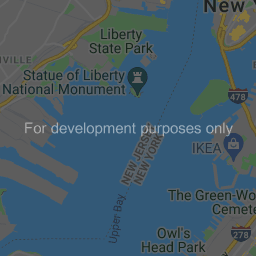 New Y
Liberty
State Park
VILLE
Statue of Liberty
National Monument
478
For development purposes only
IKEA
NEW JERSEY
NEW YORK
Upper Bay
The Green-Wo
Cemete
Owl's
Head Park
278